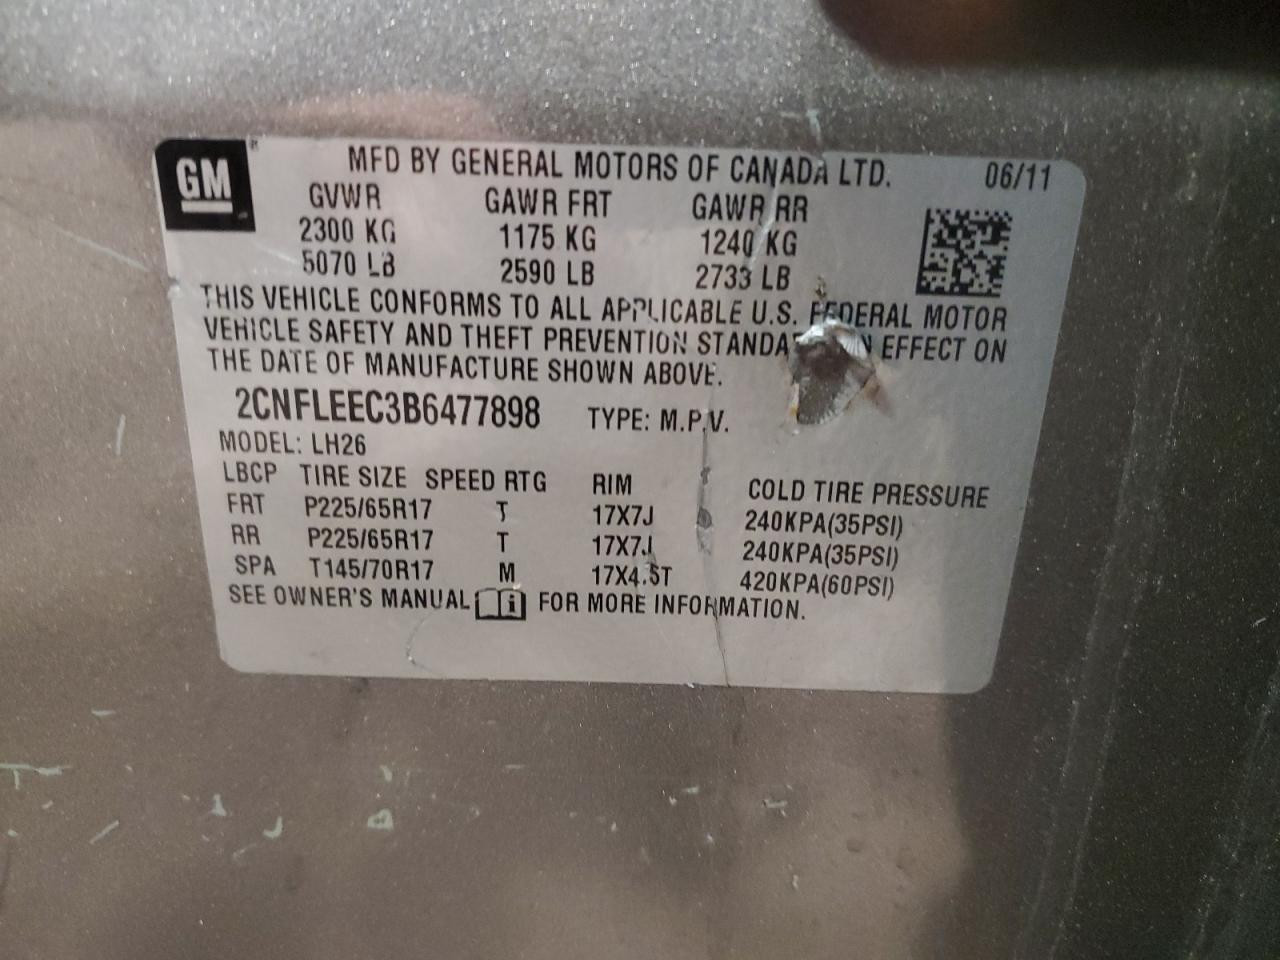 GM
MFD BY GENERAL MOTORS OF CANADA LTD. 06/11
GVWR GAWR FRT GAWR RR
2300 KG 1175 KG 1240 KG
5070 LB 2590 LB 2733 LB
THIS VEHICLE CONFORMS TO ALL APPLICABLE U.S. FEDERAL MOTOR
VEHICLE SAFETY AND THEFT PREVENTION EFFECT ON
THE DATE OF MANUFACTURE SHOWN ABOVE.
2CNFLEEC3B6477898 TYPE: M.P.V.
MODEL: LH26
LBCP TIRE SIZE SPEED RTG RIM COLD TIRE PRESSURE
FRT P225/65R17 T 17X7J 240KPA(35PSI)
RR P225/65R17 T 17X7J 240KPA(35PSI)
SPA T145/70R17 M 17X4.5T 420KPA(60PSI)
SEE OWNER'S MANUAL i FOR MORE INFORMATION.